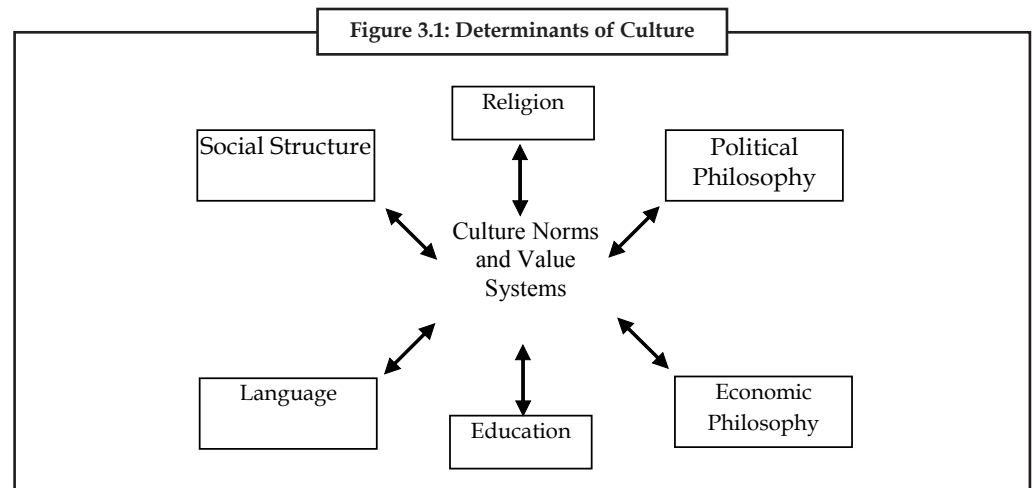 Figure 3.1: Determinants of Culture
Religion
Social Structure
Political
Philosophy
Culture Norms
and Value
Systems
Language
Education
Economic
Philosophy